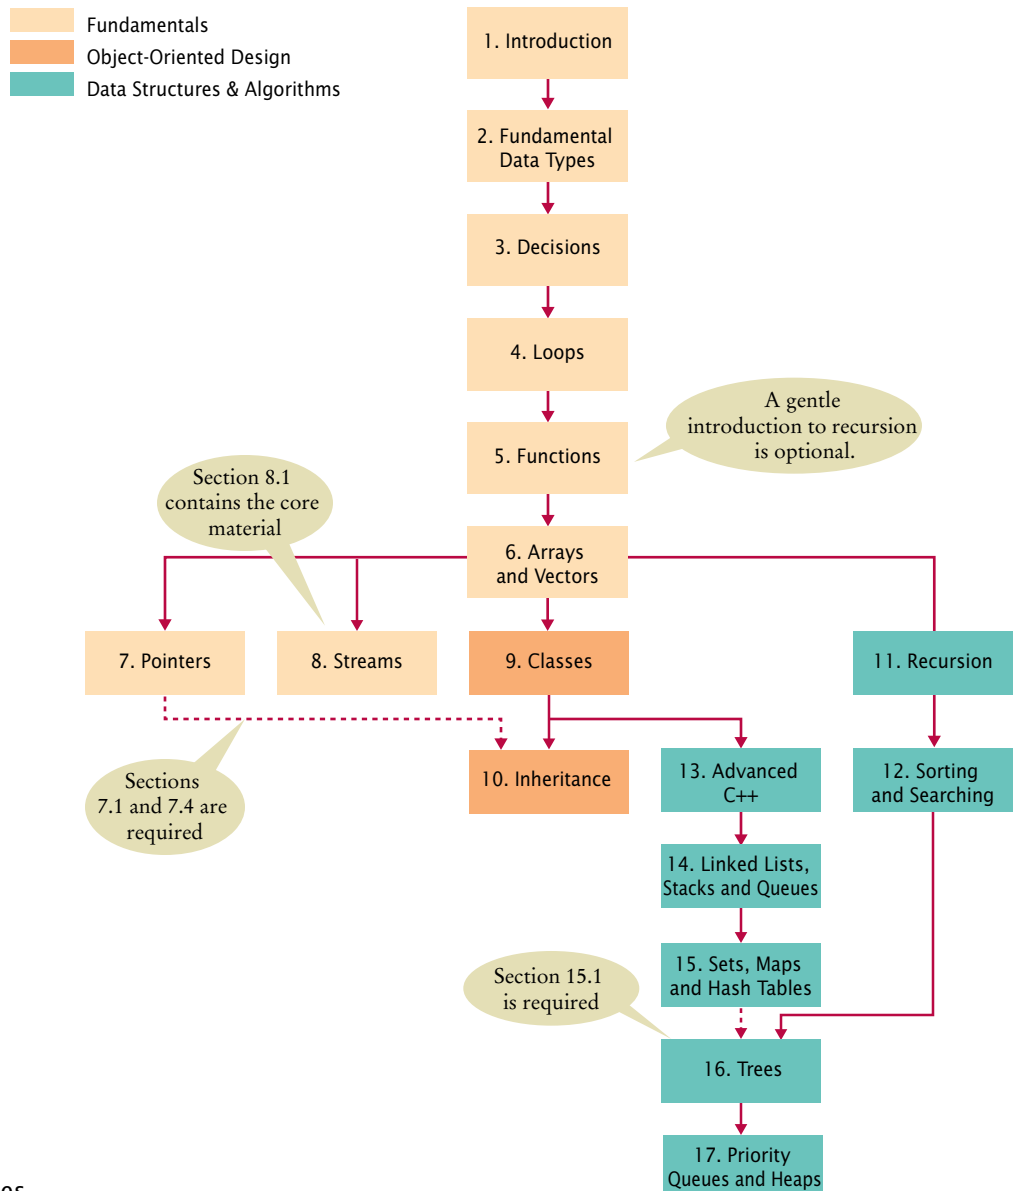 Fundamentals
Object-Oriented Design
Data Structures & Algorithms
1. Introduction
2. Fundamental
Data Types
3. Decisions
4. Loops
A gentle
introduction to recursion
is optional.
5. Functions
Section 8.1
contains the core
material
6. Arrays
and Vectors
7. Pointers
8. Streams
9. Classes
11. Recursion
Sections
7.1 and 7.4 are
required
10. Inheritance
13. Advanced
C++
12. Sorting
and Searching
14. Linked Lists,
Stacks and Queues
15. Sets, Maps
and Hash Tables
Section 15.1
is required
16. Trees
17. Priority
Queues and Heaps